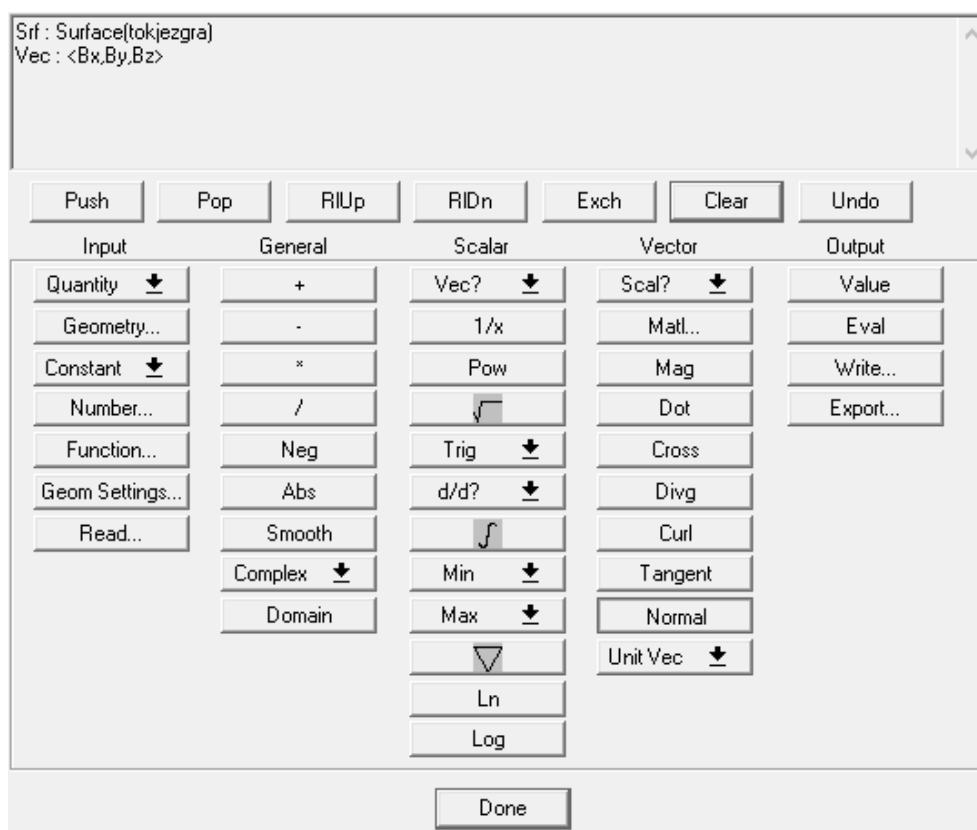 Srf : Surface(tokjezgra)
Vec : <Bx,By,Bz>
Push Pop RlUp RlDn Exch Clear Undo
Input General Scalar Vector Output
Quantity + Vec? Scal? Value
Geometry... - 1/x Matl... Eval
Constant * Pow Mag Write...
Number... / √ Dot Export...
Function... Neg Trig Cross
Geom Settings... Abs d/d? Divg
Read... Smooth ∫ Curl
Complex Min Tangent
Domain Max Normal
▽ Unit Vec
Ln
Log
Done